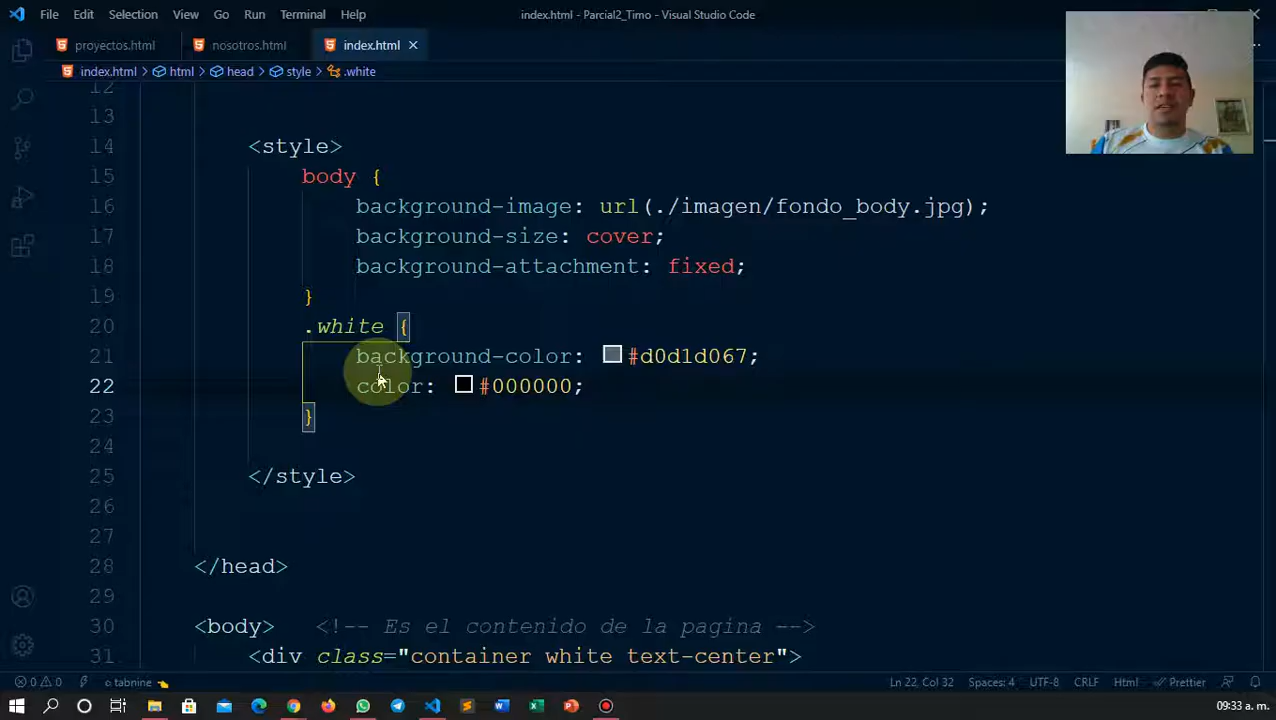 File Edit Selection View Go Run Terminal Help index.html - Parcial2_Timo - Visual Studio Code
proyectos.html nosotros.html index.html
index.html > html > head > style > .white
12
13
14 <style>
15 body {
16 background-image: url(./imagen/fondo_body.jpg);
17 background-size: cover;
18 background-attachment: fixed;
19 }
20 .white {
21 background-color: #d0d1d067;
22 color: #000000;
23 }
24
25 </style>
26
27
28 </head>
29
30 <body> <!-- Es el contenido de la pagina -->
31 <div class="container white text-center">
0 0 tabnine Ln 22, Col 32 Spaces: 4 UTF-8 CRLF Html Prettier
09:33 a. m.